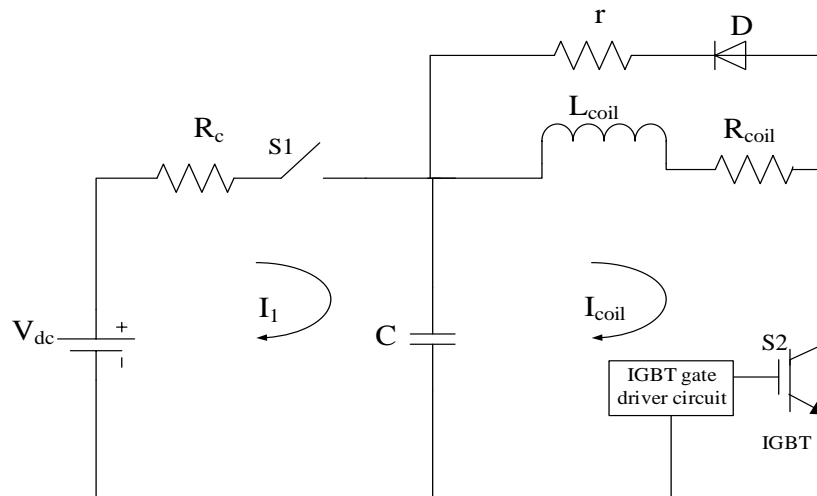 r
D
L_coil
R_coil
R_c
S1
I_1
I_coil
V_dc
+
-
C
S2
IGBT gate
driver circuit
IGBT